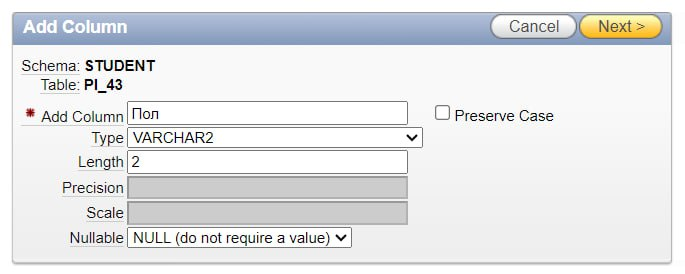 Add Column Cancel Next >
Schema: STUDENT
Table: PI_43
* Add Column Пол Preserve Case
Type VARCHAR2
Length 2
Precision
Scale
Nullable NULL (do not require a value)